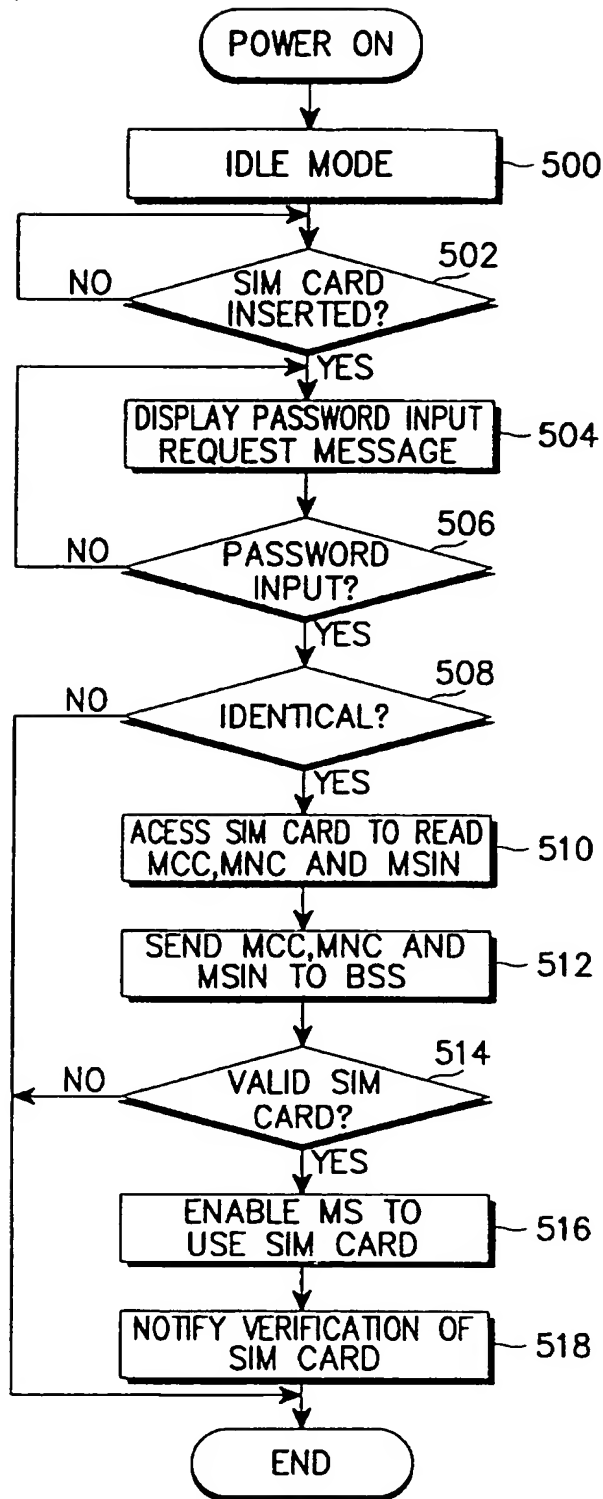 POWER ON
IDLE MODE
500
502
NO
SIM CARD
INSERTED?
YES
DISPLAY PASSWORD INPUT
REQUEST MESSAGE
504
506
NO
PASSWORD
INPUT?
YES
508
NO
IDENTICAL?
YES
ACESS SIM CARD TO READ
MCC,MNC AND MSIN
510
SEND MCC,MNC AND
MSIN TO BSS
512
514
NO
VALID SIM
CARD?
YES
ENABLE MS TO
USE SIM CARD
516
NOTIFY VERIFICATION OF
SIM CARD
518
END